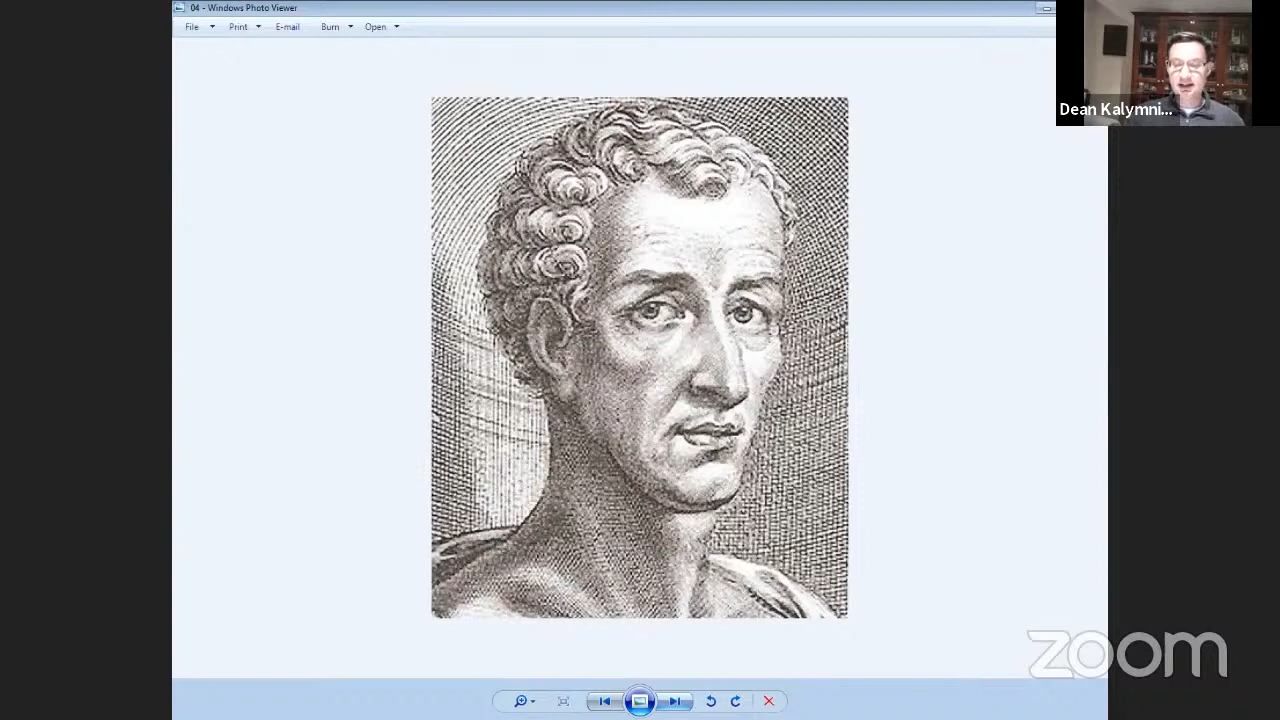 04 - Windows Photo Viewer
File Print E-mail Burn Open
Dean Kalymni...
zoom